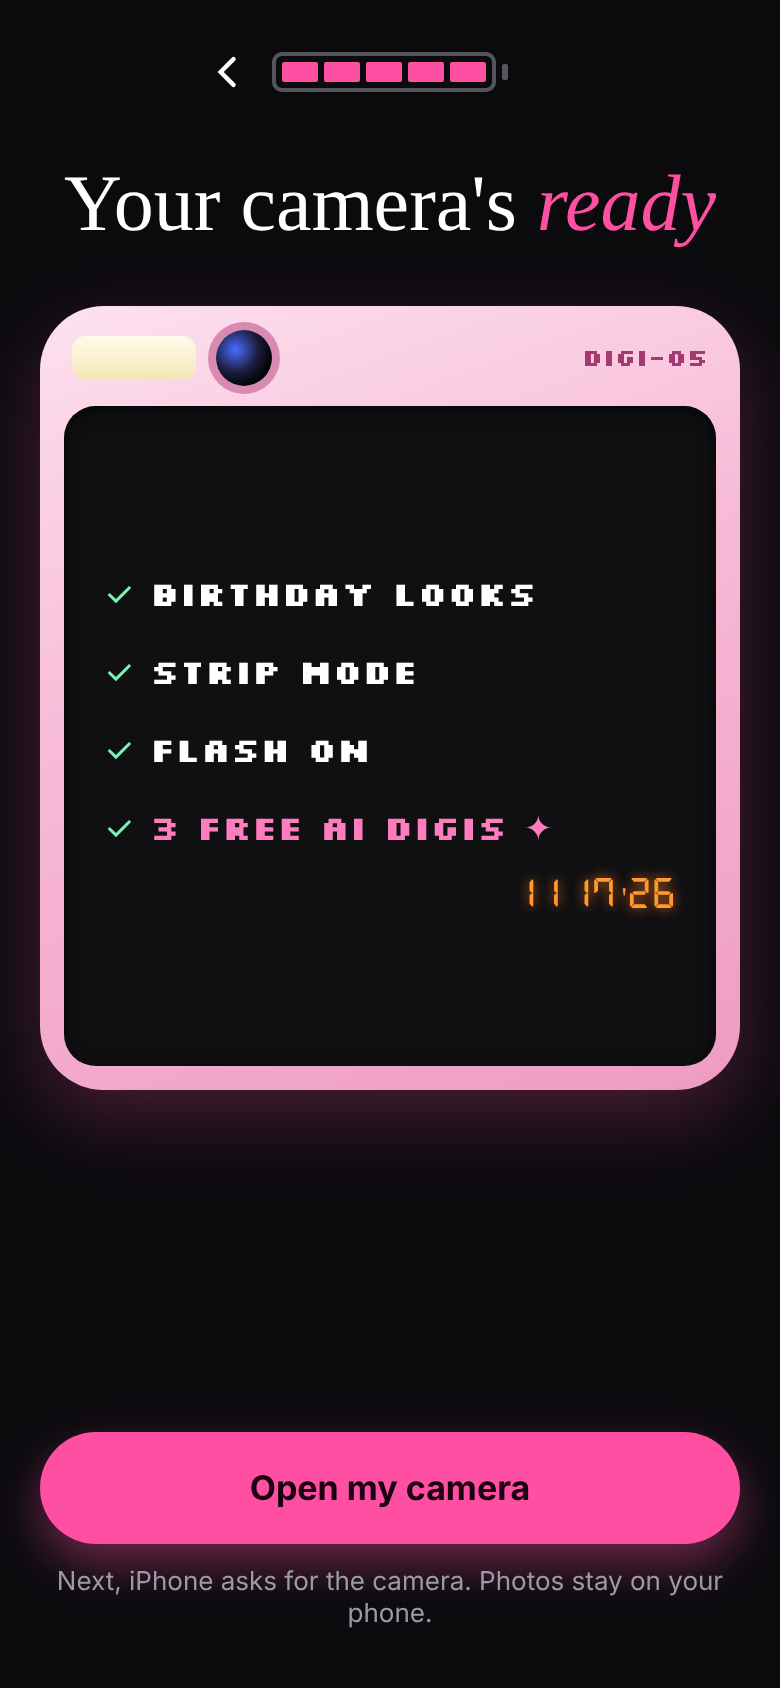 Your camera's ready
DIGI-05
BIRTHDAY LOOKS
STRIP MODE
FLASH ON
3 FREE AI DIGIS ✦
11 17 '26
Open my camera
Next, iPhone asks for the camera. Photos stay on your
phone.